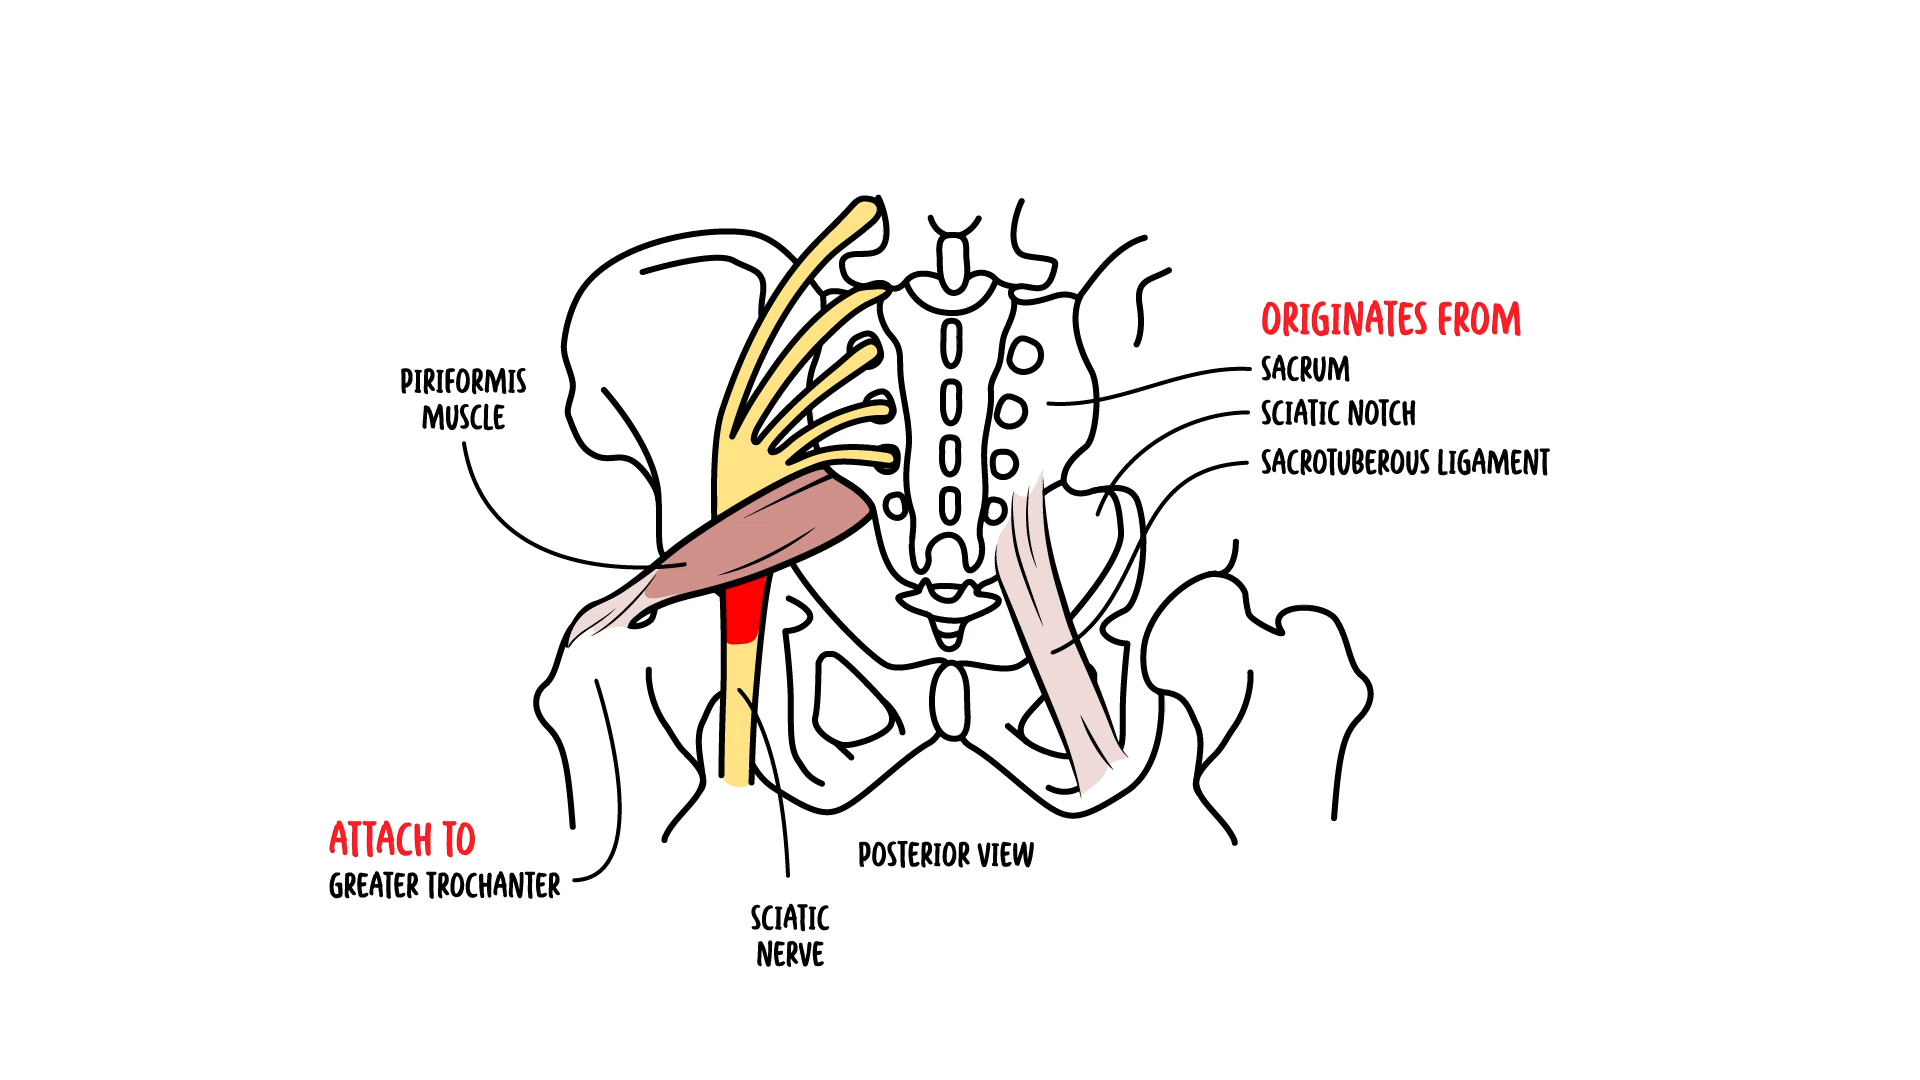 ORIGINATES FROM
SACRUM
SCIATIC NOTCH
SACROTUBEROUS LIGAMENT
PIRIFORMIS
MUSCLE
ATTACH TO
GREATER TROCHANTER
POSTERIOR VIEW
SCIATIC
NERVE